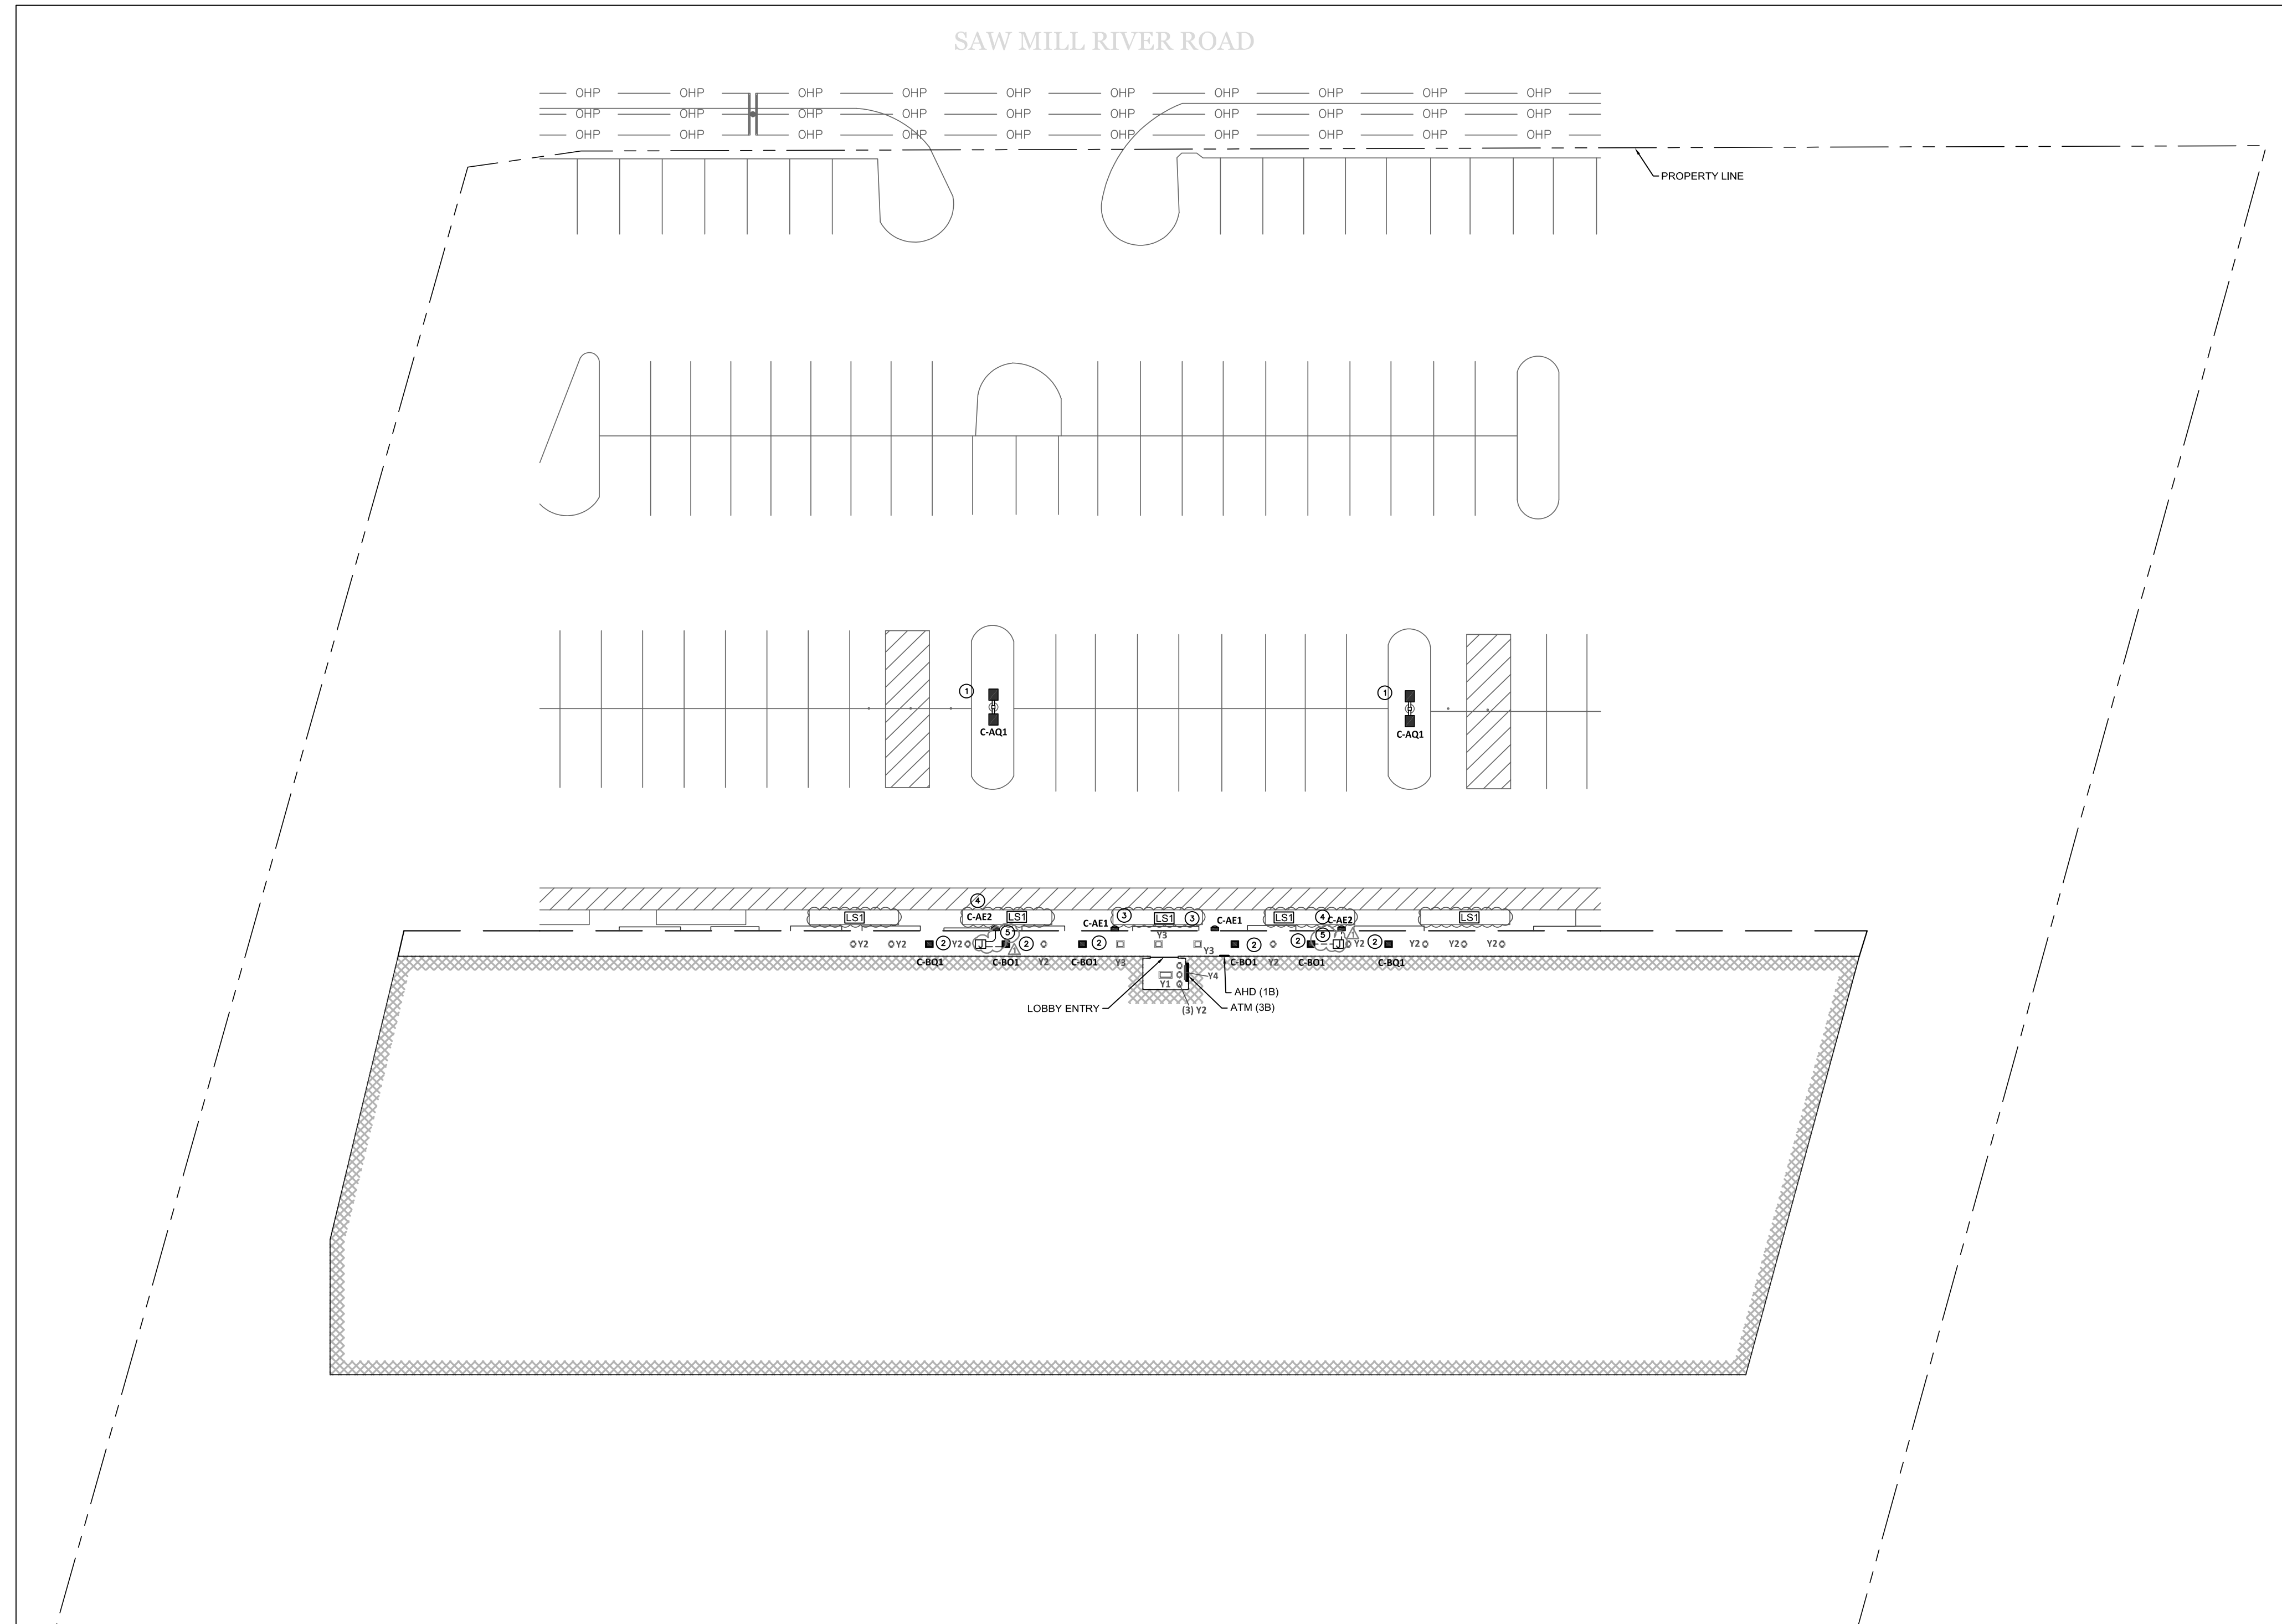 SAW MILL RIVER ROAD
OHP OHP OHP OHP OHP OHP OHP OHP OHP OHP
OHP OHP OHP OHP OHP OHP OHP OHP OHP OHP
OHP OHP OHP OHP OHP OHP OHP OHP OHP OHP
PROPERTY LINE
1 1
C-AQ1 C-AQ1
4
LS1 C-AE2 LS1 C-AE1 3 LS1 3 C-AE1 LS1 4 C-AE2 LS1
5 Y3 5
Y2 Y2 2 Y2 J 2 2 2 2 J Y2 2 Y2 Y2 Y2
Y3
C-BQ1 C-BO1 Y2 C-BO1 Y3 C-BO1 Y2 C-BO1 C-BQ1
Y4
Y1
AHD (1B)
LOBBY ENTRY (3) Y2 ATM (3B)